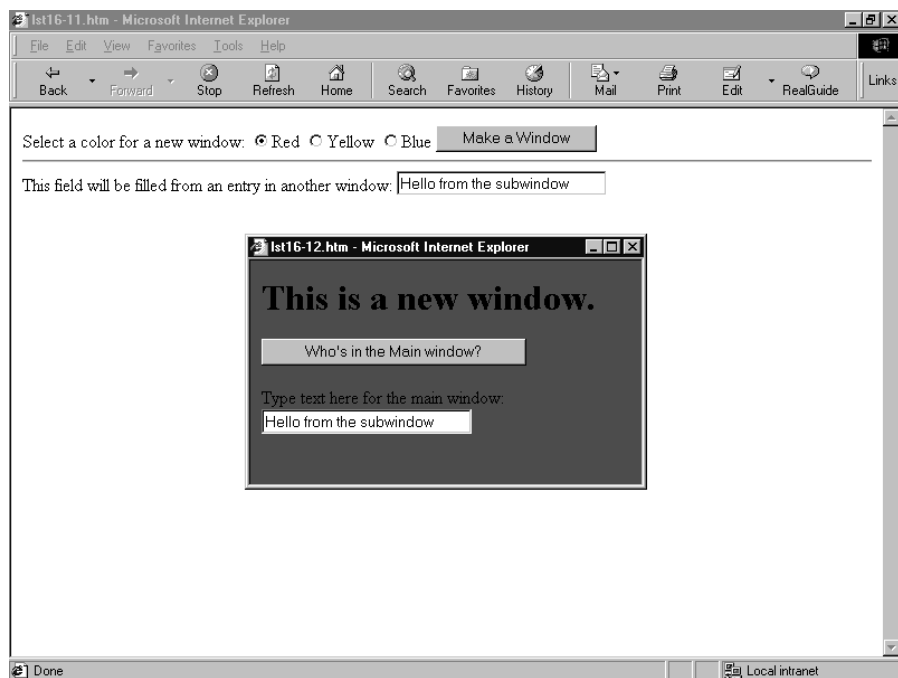 lst16-11.htm - Microsoft Internet Explorer
File Edit View Favorites Tools Help
Back Forward Stop Refresh Home Search Favorites History Mail Print Edit RealGuide Links
Select a color for a new window: Red Yellow Blue Make a Window
This field will be filled from an entry in another window: Hello from the subwindow
lst16-12.htm - Microsoft Internet Explorer
This is a new window.
Who's in the Main window?
Type text here for the main window:
Hello from the subwindow
Done Local intranet